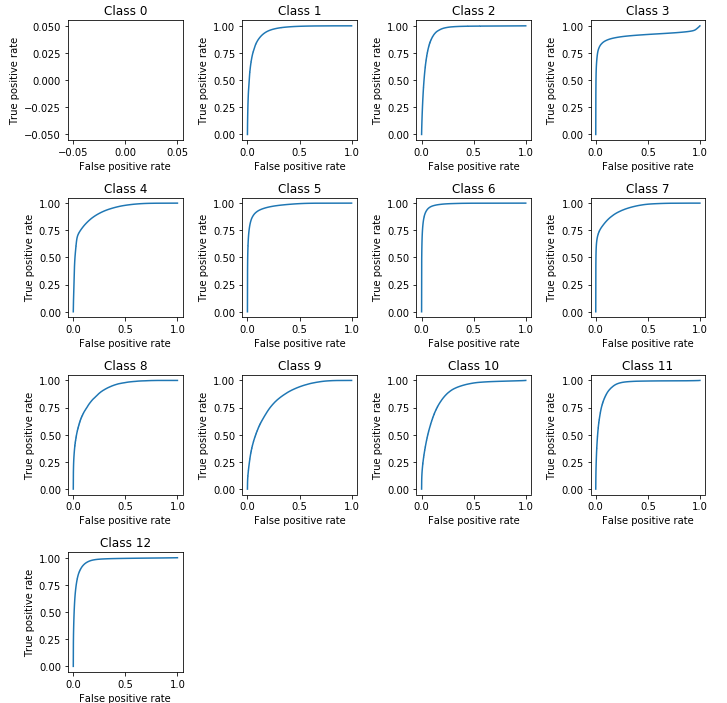 Class 0 Class 1 Class 2 Class 3
True positive rate True positive rate True positive rate True positive rate
0.050 1.00 1.00 1.00
0.025 0.75 0.75 0.75
0.000 0.50 0.50 0.50
−0.025 0.25 0.25 0.25
−0.050 0.00 0.00 0.00
−0.05 0.00 0.05 0.0 0.5 1.0 0.0 0.5 1.0 0.0 0.5 1.0
False positive rate False positive rate False positive rate False positive rate
Class 4 Class 5 Class 6 Class 7
True positive rate True positive rate True positive rate True positive rate
1.00 1.00 1.00 1.00
0.75 0.75 0.75 0.75
0.50 0.50 0.50 0.50
0.25 0.25 0.25 0.25
0.00 0.00 0.00 0.00
0.0 0.5 1.0 0.0 0.5 1.0 0.0 0.5 1.0 0.0 0.5 1.0
False positive rate False positive rate False positive rate False positive rate
Class 8 Class 9 Class 10 Class 11
True positive rate True positive rate True positive rate True positive rate
1.00 1.00 1.00 1.00
0.75 0.75 0.75 0.75
0.50 0.50 0.50 0.50
0.25 0.25 0.25 0.25
0.00 0.00 0.00 0.00
0.0 0.5 1.0 0.0 0.5 1.0 0.0 0.5 1.0 0.0 0.5 1.0
False positive rate False positive rate False positive rate False positive rate
Class 12
True positive rate
1.00
0.75
0.50
0.25
0.00
0.0 0.5 1.0
False positive rate